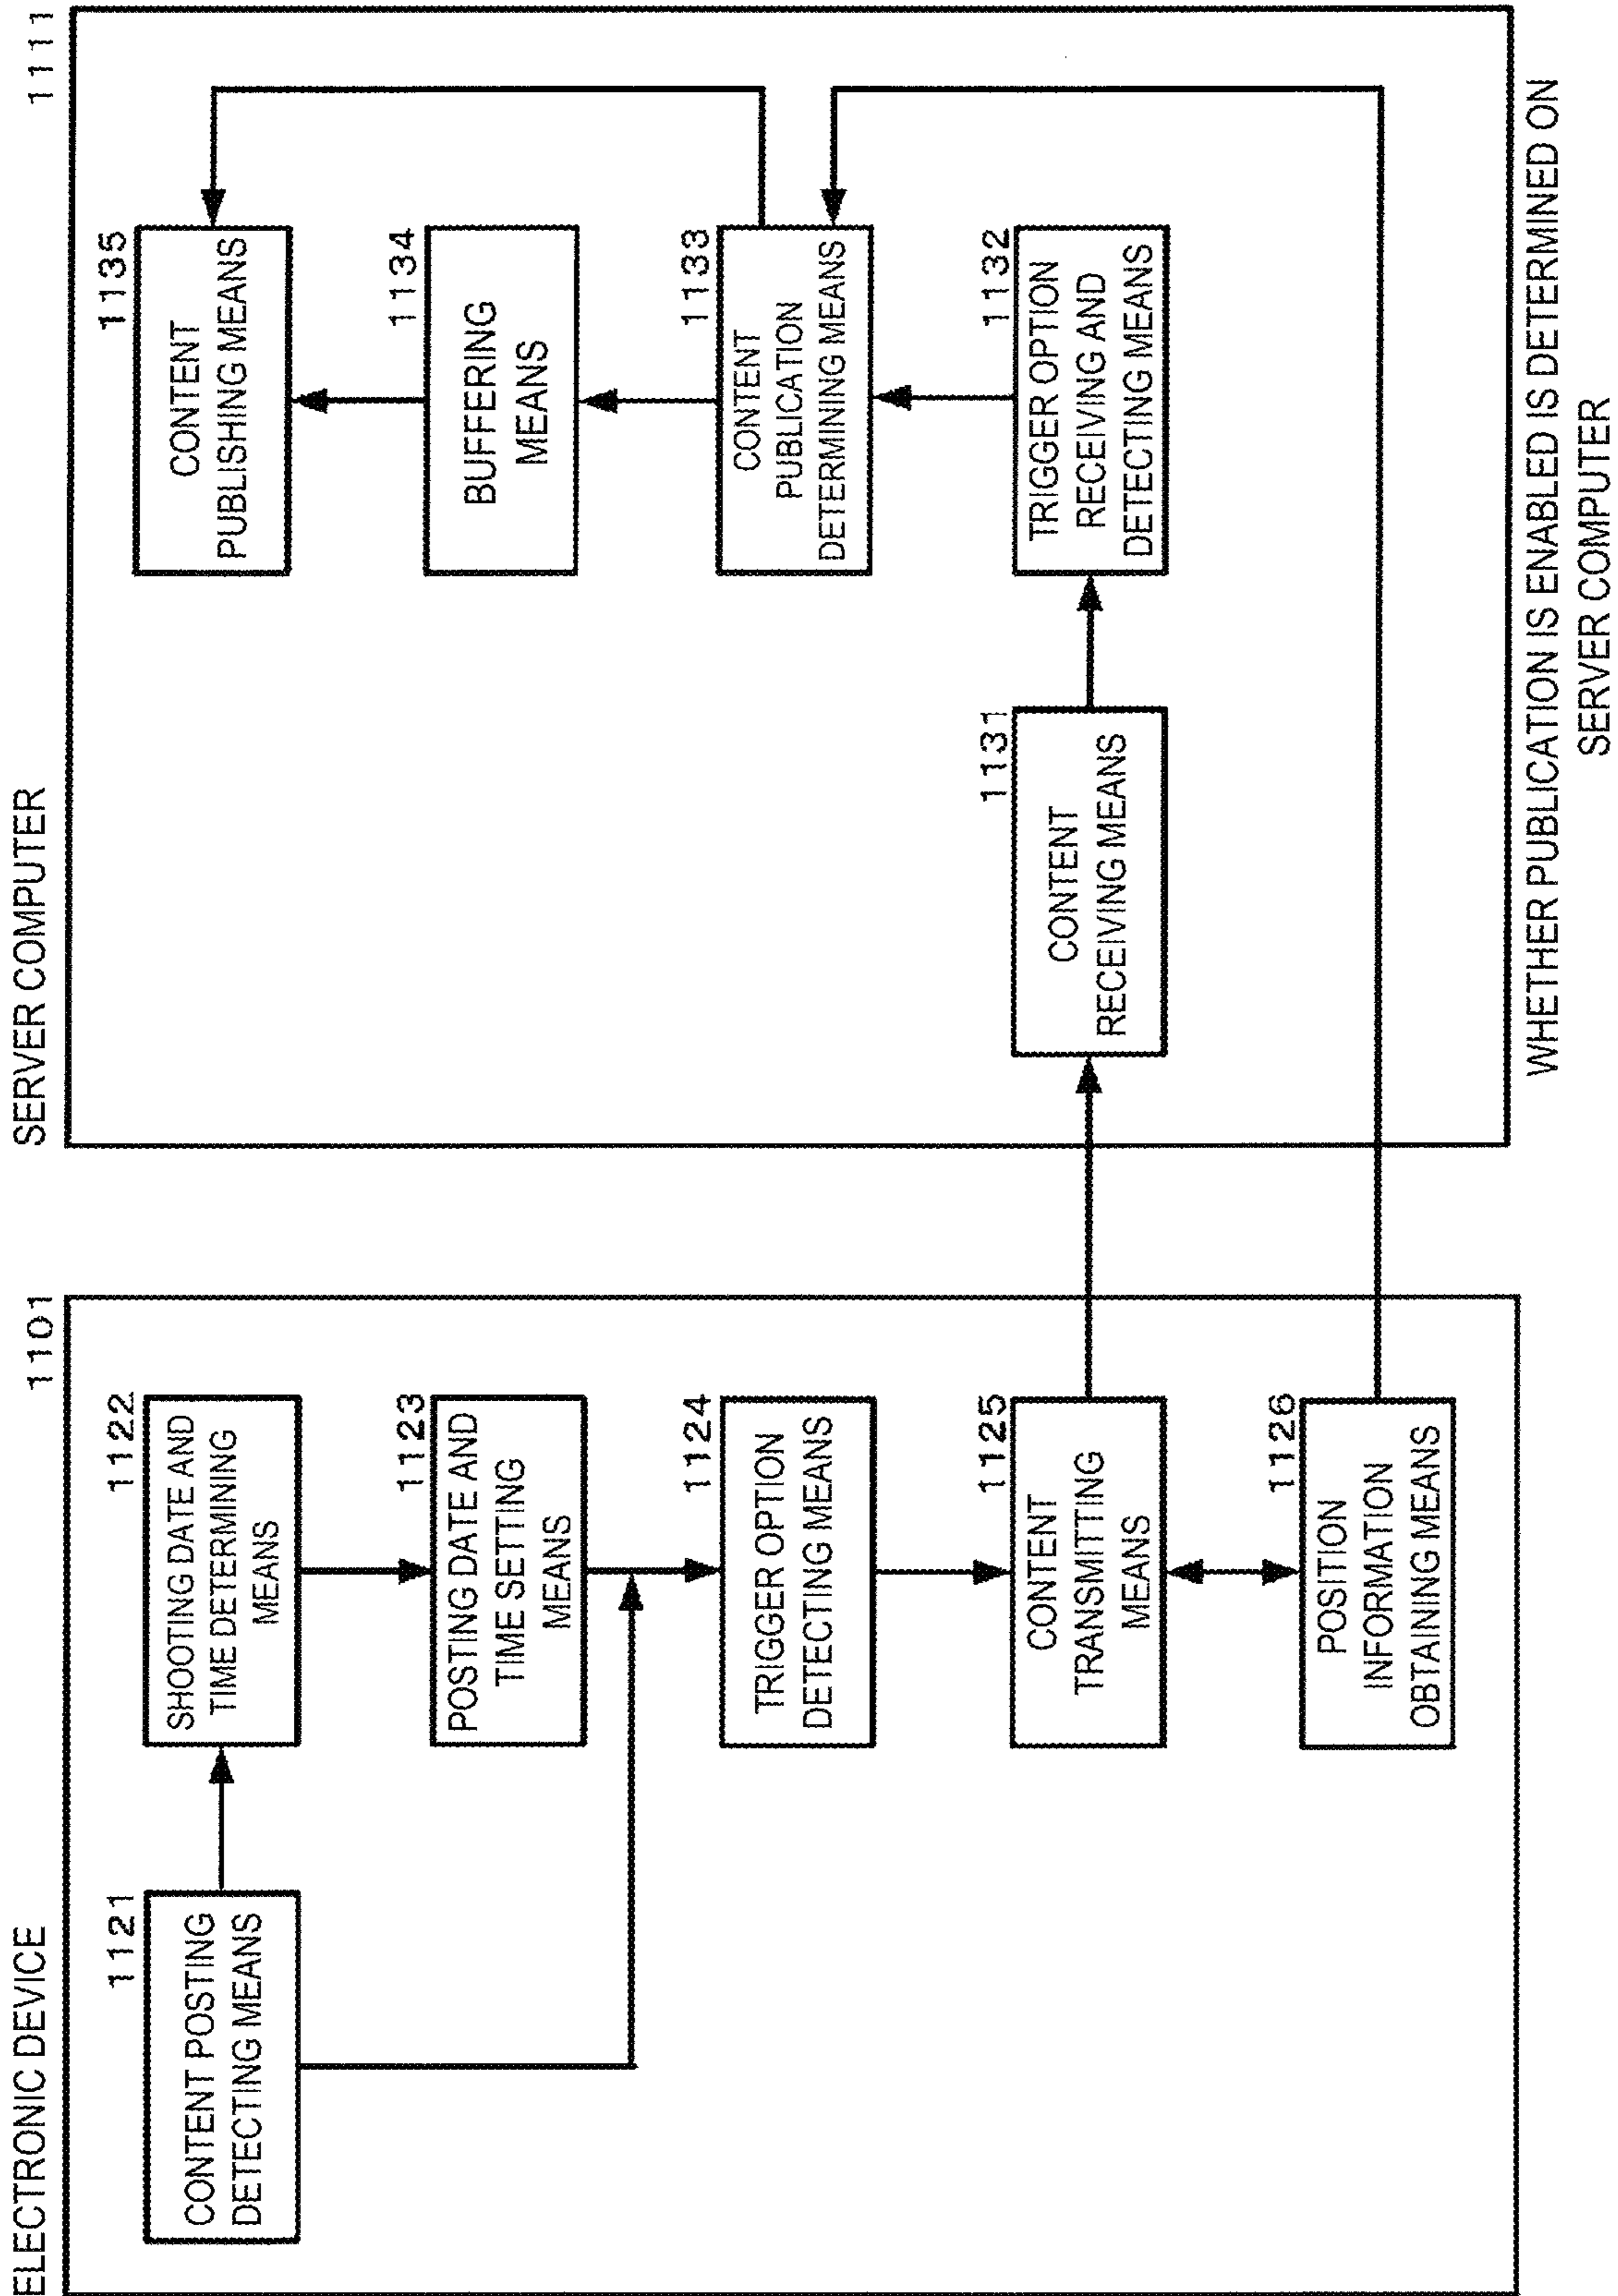 ELECTRONIC DEVICE
1101
1121
CONTENT POSTING
DETECTING MEANS
1122
SHOOTING DATE AND
TIME DETERMINING
MEANS
1123
POSTING DATE AND
TIME SETTING
MEANS
1124
TRIGGER OPTION
DETECTING MEANS
1125
CONTENT
TRANSMITTING
MEANS
1126
POSITION
INFORMATION
OBTAINING MEANS
SERVER COMPUTER
1111
1135
CONTENT
PUBLISHING MEANS
1134
BUFFERING
MEANS
1133
CONTENT
PUBLICATION
DETERMINING MEANS
1132
TRIGGER OPTION
RECEIVING AND
DETECTING MEANS
1131
CONTENT
RECEIVING MEANS
WHETHER PUBLICATION IS ENABLED IS DETERMINED ON
SERVER COMPUTER